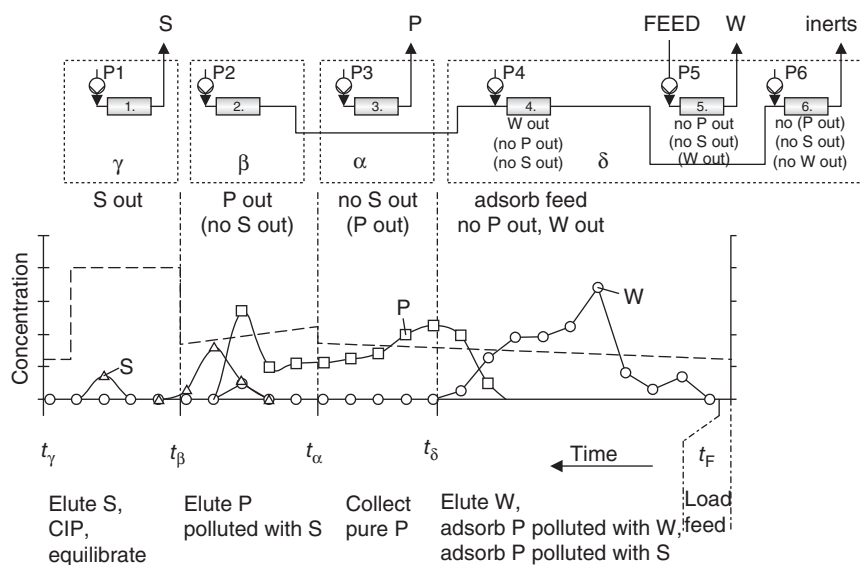 S P FEED W inerts
P1 P2 P3 P4 P5 P6
1. 2. 3. 4. 5. 6.
W out
(no P out)
(no S out)
no P out
(no S out)
(W out)
no (P out)
(no S out)
no W out)
γ β α δ
S out
P out
(no S out)
no S out
(P out)
adsorb feed
no P out, W out
Concentration
S
P
W
tγ tβ tα tδ Time tF
Elute S,
CIP,
equilibrate
Elute P
polluted with S
Collect
pure P
Elute W,
adsorb P polluted with W,
adsorb P polluted with S
Load
feed